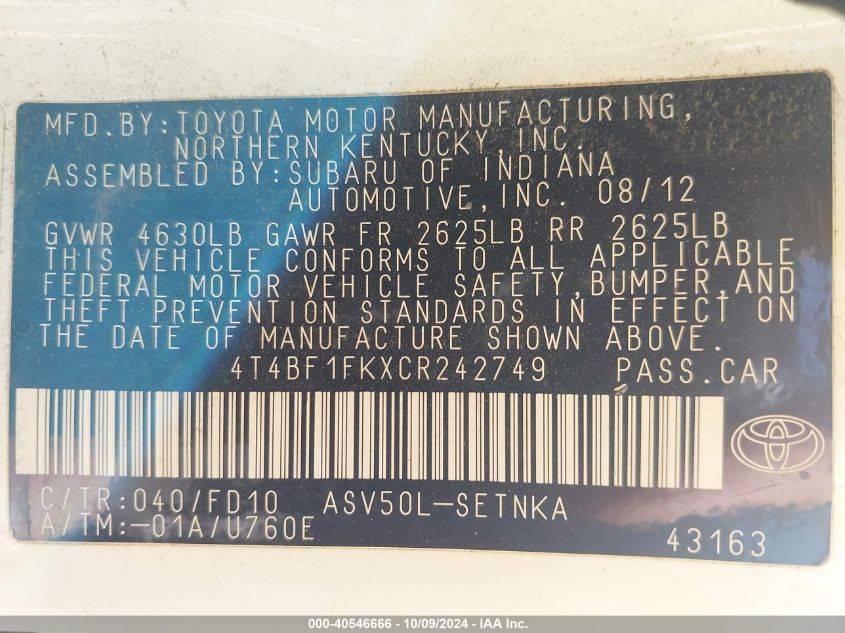 MFD.BY:TOYOTA MOTOR MANUFACTURING,
NORTHERN KENTUCKY,INC.
ASSEMBLED BY:SUBARU OF INDIANA
AUTOMOTIVE,INC. 08/12
GVWR 4630LB GAWR FR 2625LB RR 2625LB
THIS VEHICLE CONFORMS TO ALL APPLICABLE
FEDERAL MOTOR VEHICLE SAFETY,BUMPER,AND
THEFT PREVENTION STANDARDS IN EFFECT ON
THE DATE OF MANUFACTURE SHOWN ABOVE.
4T4BF1FKXCR242749 PASS.CAR
C/TR:040/FD10 ASV50L-SETNKA
A/TM:-01A/U760E
43163
000-40546666 - 10/09/2024 - IAA Inc.